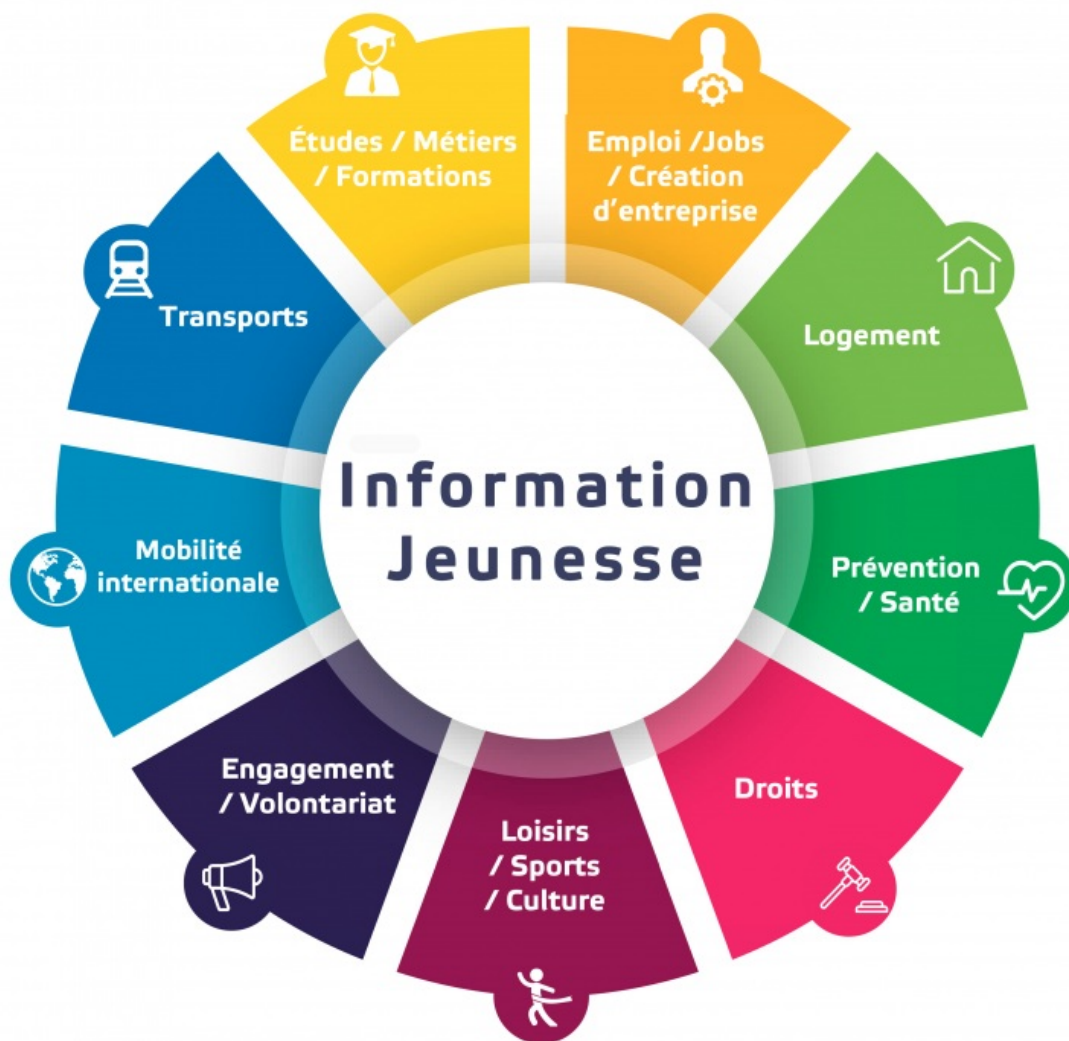 Information
Jeunesse
Études / Métiers
/ Formations
Emploi /Jobs
/ Création
d'entreprise
Logement
Prévention
/ Santé
Droits
Loisirs
/ Sports
/ Culture
Engagement
/ Volontariat
Mobilité
internationale
Transports